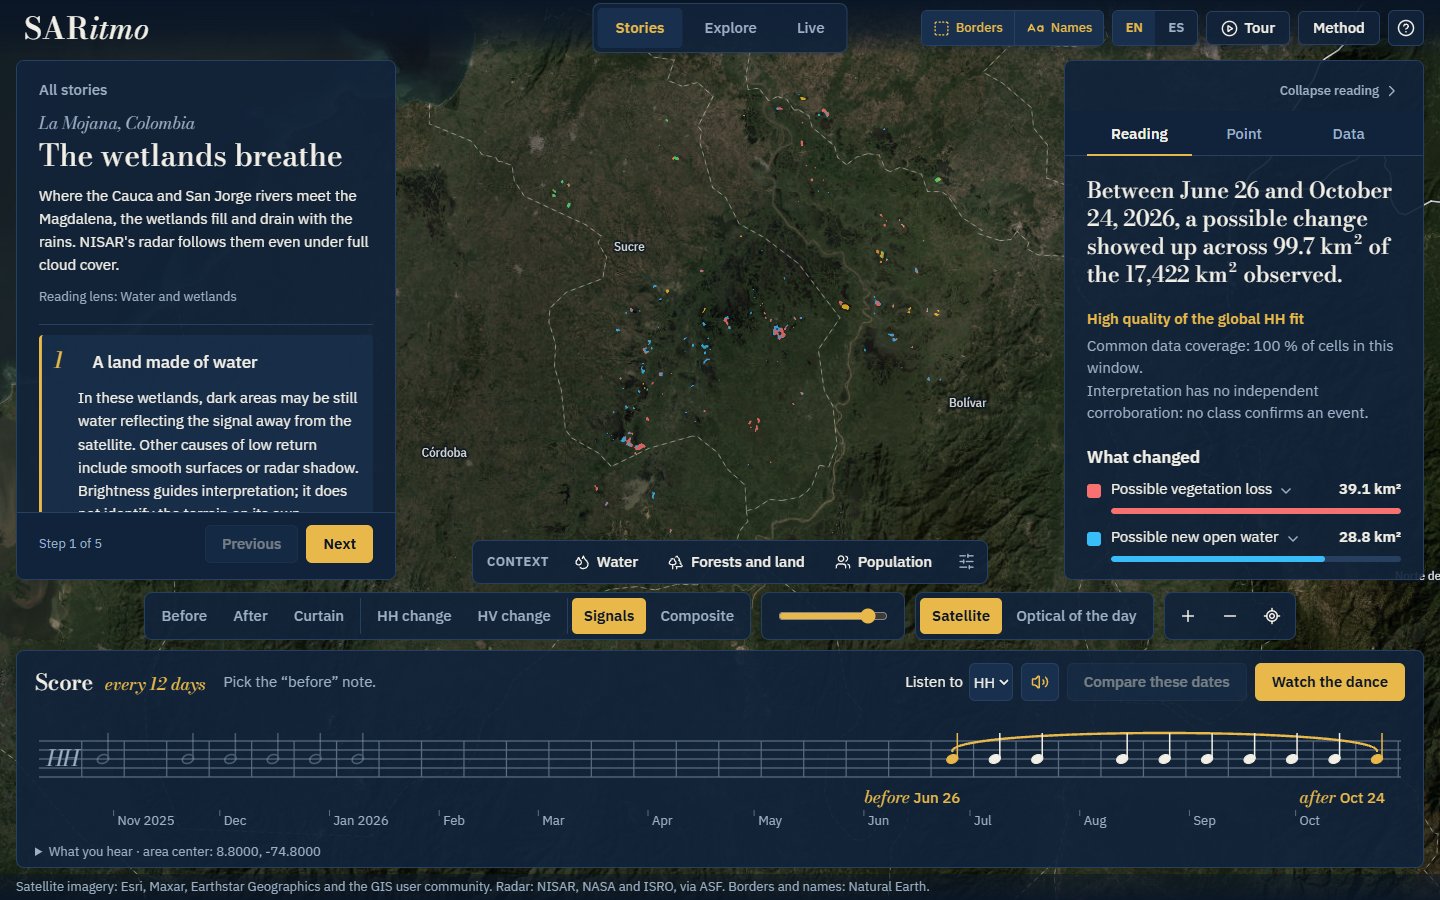 SARitmo
Stories
Explore
Live
Borders
Aa Names
EN
ES
Tour
Method
All stories
La Mojana, Colombia
The wetlands breathe
Where the Cauca and San Jorge rivers meet the
Magdalena, the wetlands fill and drain with the
rains. NISAR's radar follows them even under full
cloud cover.
Reading lens: Water and wetlands
1 A land made of water
In these wetlands, dark areas may be still
water reflecting the signal away from the
satellite. Other causes of low return
include smooth surfaces or radar shadow.
Brightness guides interpretation; it does
Step 1 of 5
Previous
Next
Sucre
Córdoba
Bolívar
Collapse reading
Reading
Point
Data
Between June 26 and October
24, 2026, a possible change
showed up across 99.7 km² of
the 17,422 km² observed.
High quality of the global HH fit
Common data coverage: 100 % of cells in this
window.
Interpretation has no independent
corroboration: no class confirms an event.
What changed
Possible vegetation loss 39.1 km²
Possible new open water 28.8 km²
CONTEXT
Water
Forests and land
Population
Before
After
Curtain
HH change
HV change
Signals
Composite
Satellite
Optical of the day
Score every 12 days Pick the “before” note.
Listen to HH
Compare these dates
Watch the dance
HH
before Jun 26
after Oct 24
Nov 2025
Dec
Jan 2026
Feb
Mar
Apr
May
Jun
Jul
Aug
Sep
Oct
What you hear · area center: 8.8000, -74.8000
Satellite imagery: Esri, Maxar, Earthstar Geographics and the GIS user community. Radar: NISAR, NASA and ISRO, via ASF. Borders and names: Natural Earth.